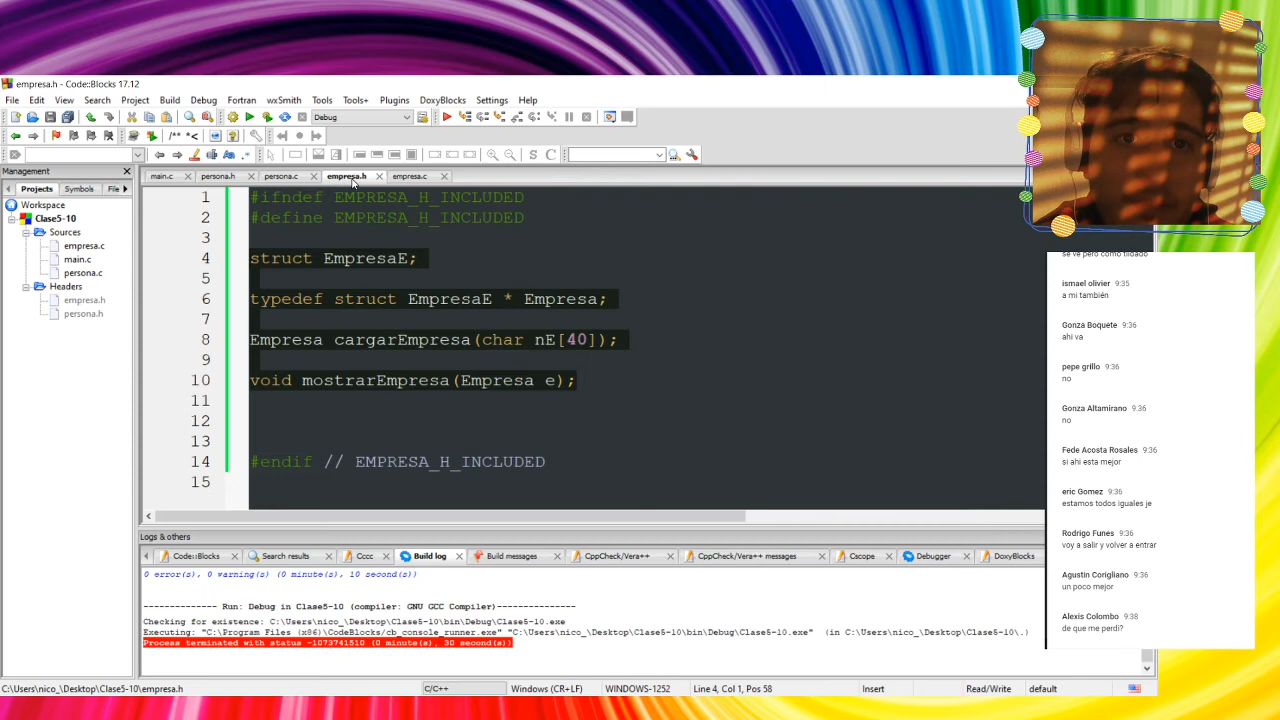 empresa.h - Code::Blocks 17.12
File Edit View Search Project Build Debug Fortran wxSmith Tools Tools+ Plugins DoxyBlocks Settings Help
Debug
/** *<
Aa
S C
Management
main.c persona.h persona.c empresa.h empresa.c
Projects Symbols File
Workspace
Clase5-10
Sources
empresa.c
main.c
persona.c
Headers
empresa.h
persona.h
1 #ifndef EMPRESA_H_INCLUDED
2 #define EMPRESA_H_INCLUDED
3
4 struct EmpresaE;
5
6 typedef struct EmpresaE * Empresa;
7
8 Empresa cargarEmpresa(char nE[40]);
9
10 void mostrarEmpresa(Empresa e);
11
12
13
14 #endif // EMPRESA_H_INCLUDED
15
Logs & others
Code::Blocks Search results Cccc Build log Build messages CppCheck/Vera++ CppCheck/Vera++ messages Cscope Debugger DoxyBlocks
0 error(s), 0 warning(s) (0 minute(s), 10 second(s))
-------------- Run: Debug in Clase5-10 (compiler: GNU GCC Compiler)---------------
Checking for existence: C:\Users\nico_\Desktop\Clase5-10\bin\Debug\Clase5-10.exe
Executing: "C:\Program Files (x86)\CodeBlocks/cb_console_runner.exe" "C:\Users\nico_\Desktop\Clase5-10\bin\Debug\Clase5-10.exe" (in C:\Users\nico_\Desktop\Clase5-10\.)
Process terminated with status -1073741510 (0 minute(s), 30 second(s))
C:\Users\nico_\Desktop\Clase5-10\empresa.h C/C++ Windows (CR+LF) WINDOWS-1252 Line 4, Col 1, Pos 58 Insert Read/Write default
se ve pero como tildado
ismael olivier 9:35
a mi también
Gonza Boquete 9:36
ahi va
pepe grillo 9:36
no
Gonza Altamirano 9:36
no
Fede Acosta Rosales 9:36
si ahi esta mejor
eric Gomez 9:36
estamos todos iguales je
Rodrigo Funes 9:36
voy a salir y volver a entrar
Agustin Corigliano 9:36
un poco mejor
Alexis Colombo 9:38
de que me perdi?